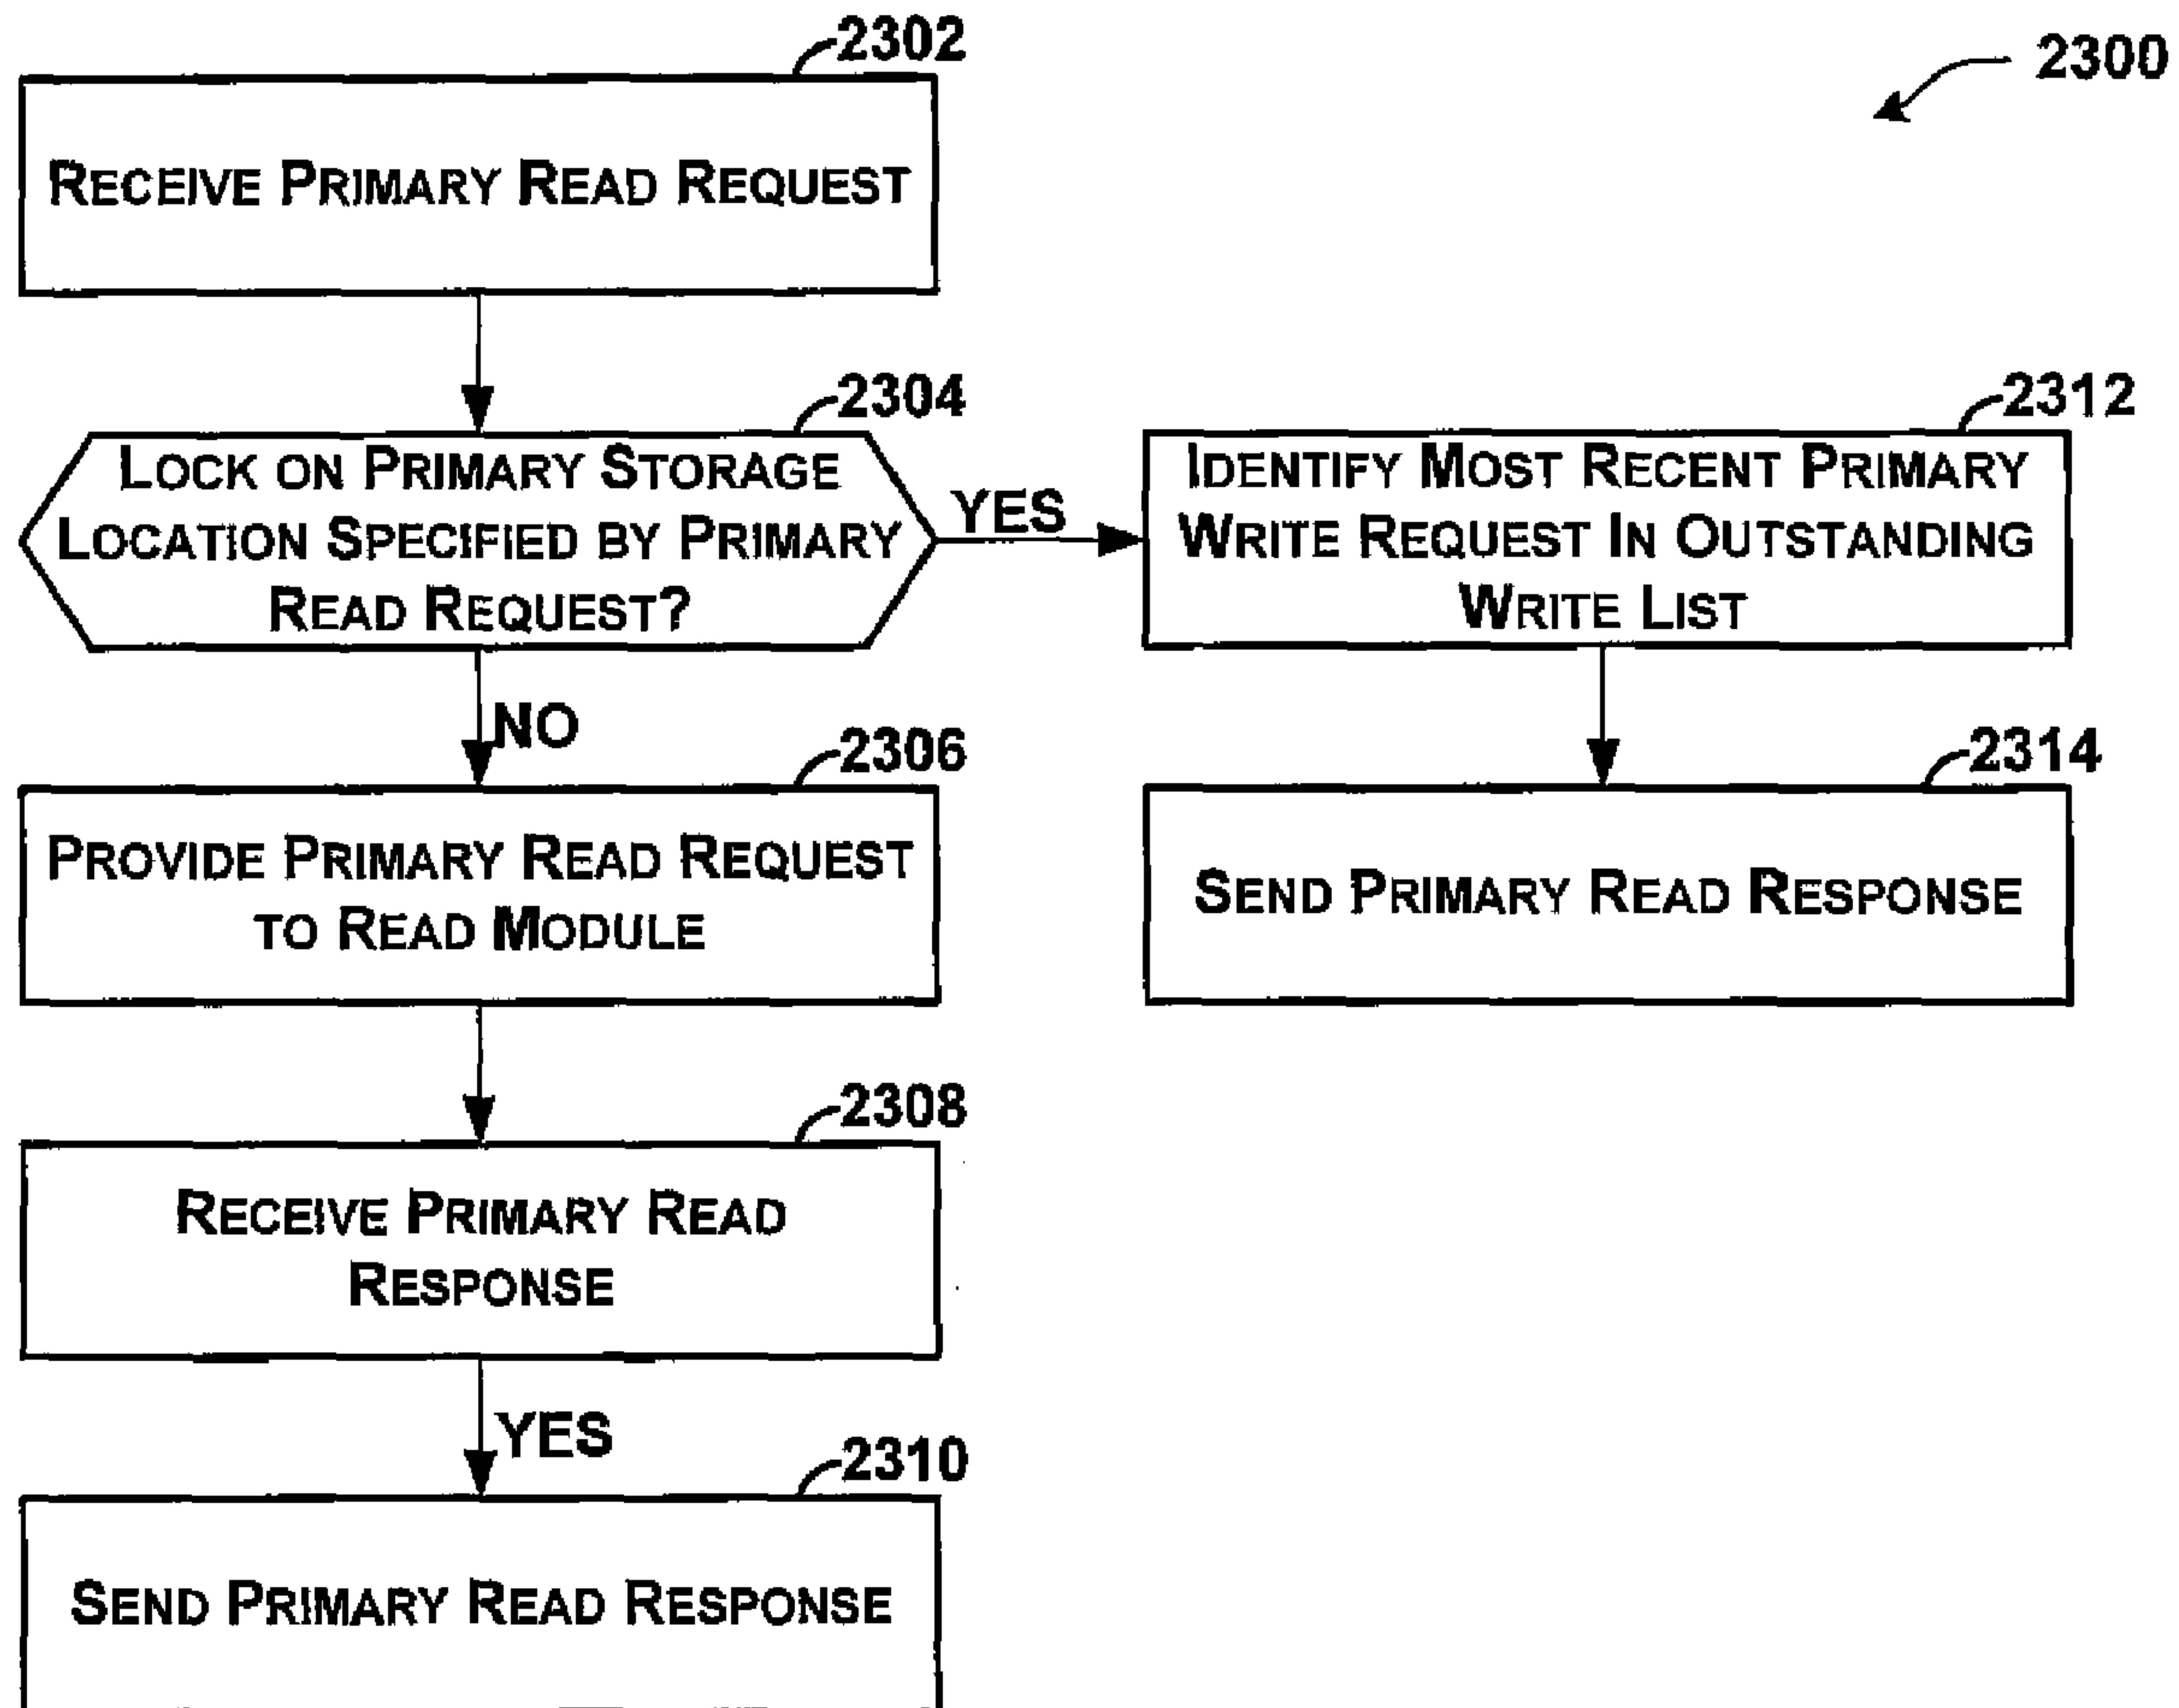 2302
2300
RECEIVE PRIMARY READ REQUEST
2304
LOCK ON PRIMARY STORAGE
LOCATION SPECIFIED BY PRIMARY
READ REQUEST?
YES
2312
IDENTIFY MOST RECENT PRIMARY
WRITE REQUEST IN OUTSTANDING
WRITE LIST
NO
2306
PROVIDE PRIMARY READ REQUEST
TO READ MODULE
2314
SEND PRIMARY READ RESPONSE
2308
RECEIVE PRIMARY READ
RESPONSE
YES
2310
SEND PRIMARY READ RESPONSE